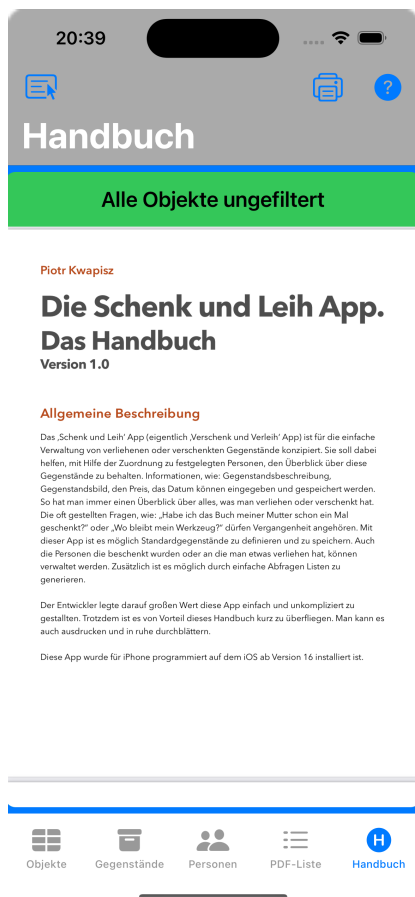 20:39
?
Handbuch
Alle Objekte ungefiltert
Piotr Kwapisz
Die Schenk und Leih App.
Das Handbuch
Version 1.0
Allgemeine Beschreibung
Das ‚Schenk und Leih‘ App (eigentlich ‚Verschenk und Verleih‘ App) ist für die einfache
Verwaltung von verliehenen oder verschenkten Gegenstände konzipiert. Sie soll dabei
helfen, mit Hilfe der Zuordnung zu festgelegten Personen, den Überblick über diese
Gegenstände zu behalten. Informationen, wie: Gegenstandsbeschreibung,
Gegenstandsbild, den Preis, das Datum können eingegeben und gespeichert werden.
So hat man immer einen Überblick über alles, was man verliehen oder verschenkt hat.
Die oft gestellten Fragen, wie: „Habe ich das Buch meiner Mutter schon ein Mal
geschenkt?“ oder „Wo bleibt mein Werkzeug?“ dürfen Vergangenheit angehören. Mit
dieser App ist es möglich Standardgegenstände zu definieren und zu speichern. Auch
die Personen die beschenkt wurden oder an die man etwas verliehen hat, können
verwaltet werden. Zusätzlich ist es möglich durch einfache Abfragen Listen zu
generieren.
Der Entwickler legte darauf großen Wert diese App einfach und unkompliziert zu
gestallten. Trotzdem ist es von Vorteil dieses Handbuch kurz zu überfliegen. Man kann es
auch ausdrucken und in ruhe durchblättern.
Diese App wurde für iPhone programmiert auf dem iOS ab Version 16 installiert ist.
H
Objekte Gegenstände Personen PDF-Liste Handbuch